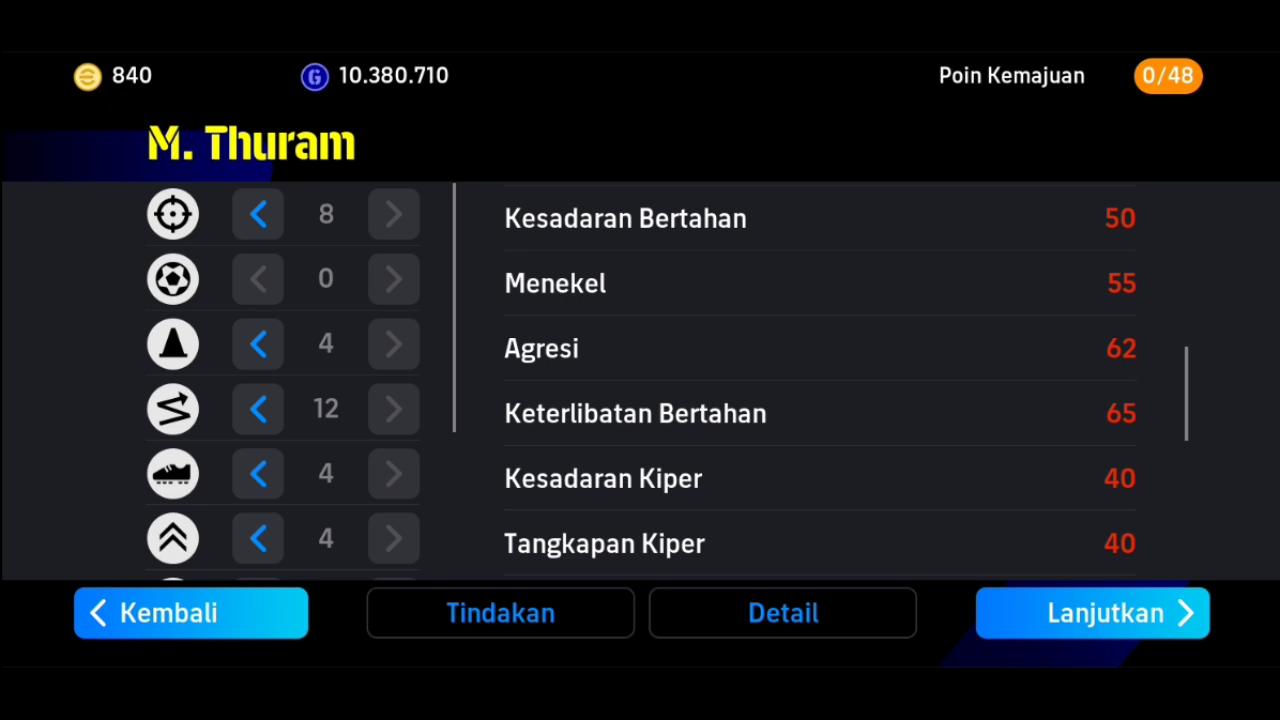 840 10.380.710 Poin Kemajuan 0/48
M. Thuram
8 Kesadaran Bertahan 50
0 Menekel 55
4 Agresi 62
12 Keterlibatan Bertahan 65
4 Kesadaran Kiper 40
4 Tangkapan Kiper 40
Kembali Tindakan Detail Lanjutkan